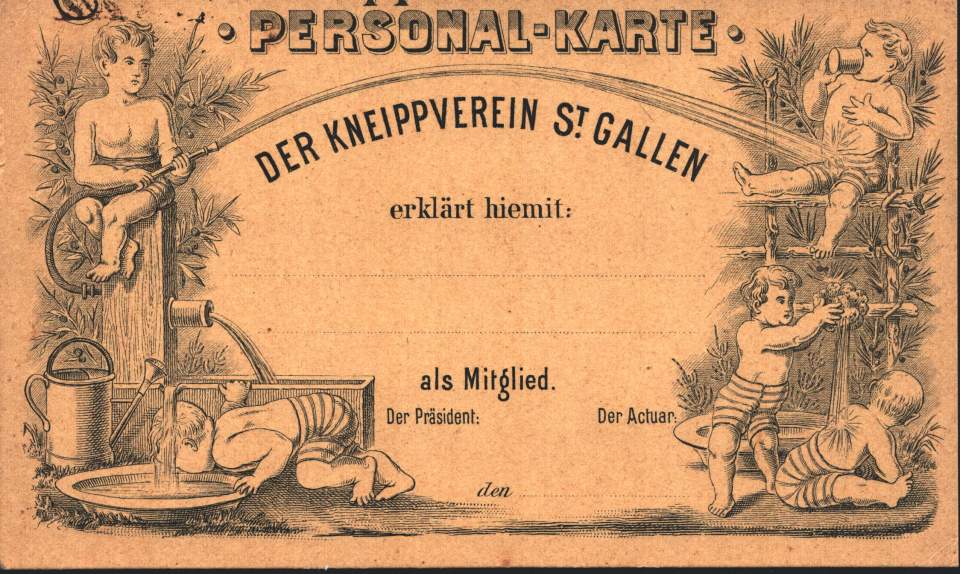 • PERSONAL-KARTE •
DER KNEIPPVEREIN ST GALLEN
erklärt hiemit:
als Mitglied.
Der Präsident:
Der Actuar:
den